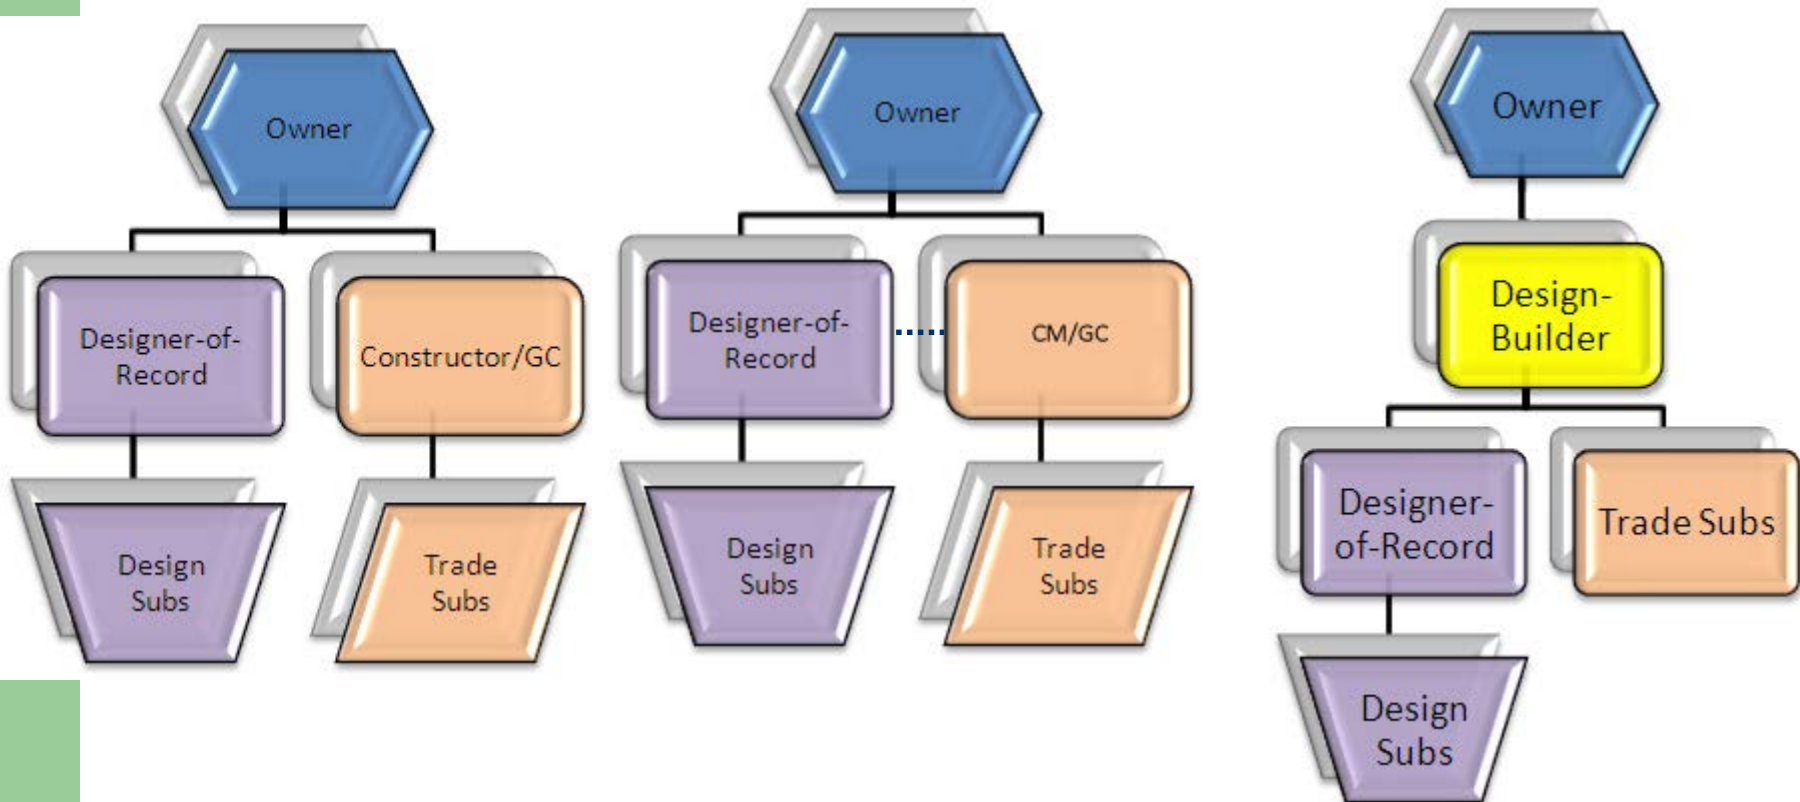 Owner
Designer-of-
Record
Constructor/GC
Design
Subs
Trade
Subs
Owner
Designer-of-
Record
CM/GC
Design
Subs
Trade
Subs
Owner
Design-
Builder
Designer-
of-Record
Trade Subs
Design
Subs